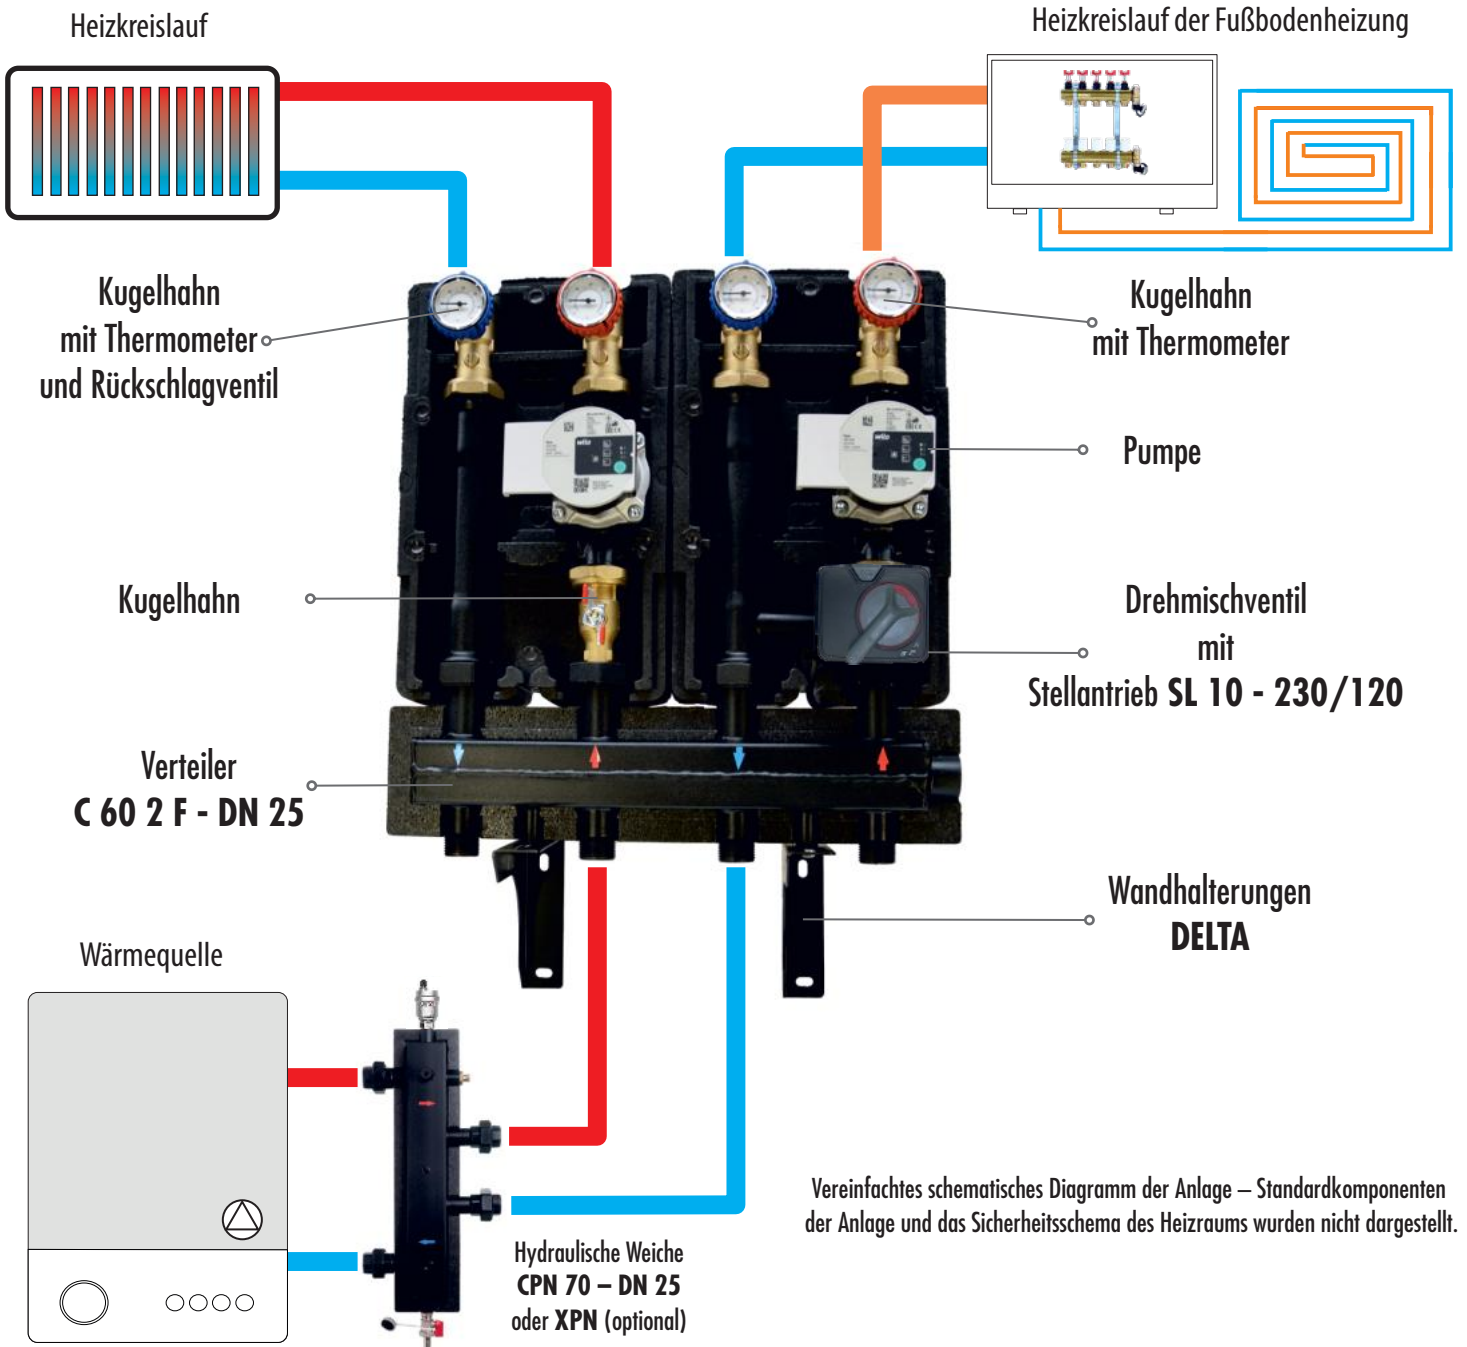 Heizkreislauf
Heizkreislauf der Fußbodenheizung
Kugelhahn
mit Thermometer
und Rückschlagventil
Kugelhahn
mit Thermometer
Pumpe
wilo
wilo
Kugelhahn
Drehmischventil
mit
Stellantrieb SL 10 - 230/120
Verteiler
C 60 2 F - DN 25
Wandhalterungen
DELTA
Wärmequelle
Vereinfachtes schematisches Diagramm der Anlage – Standardkomponenten
der Anlage und das Sicherheitsschema des Heizraums wurden nicht dargestellt.
Hydraulische Weiche
CPN 70 – DN 25
oder XPN (optional)